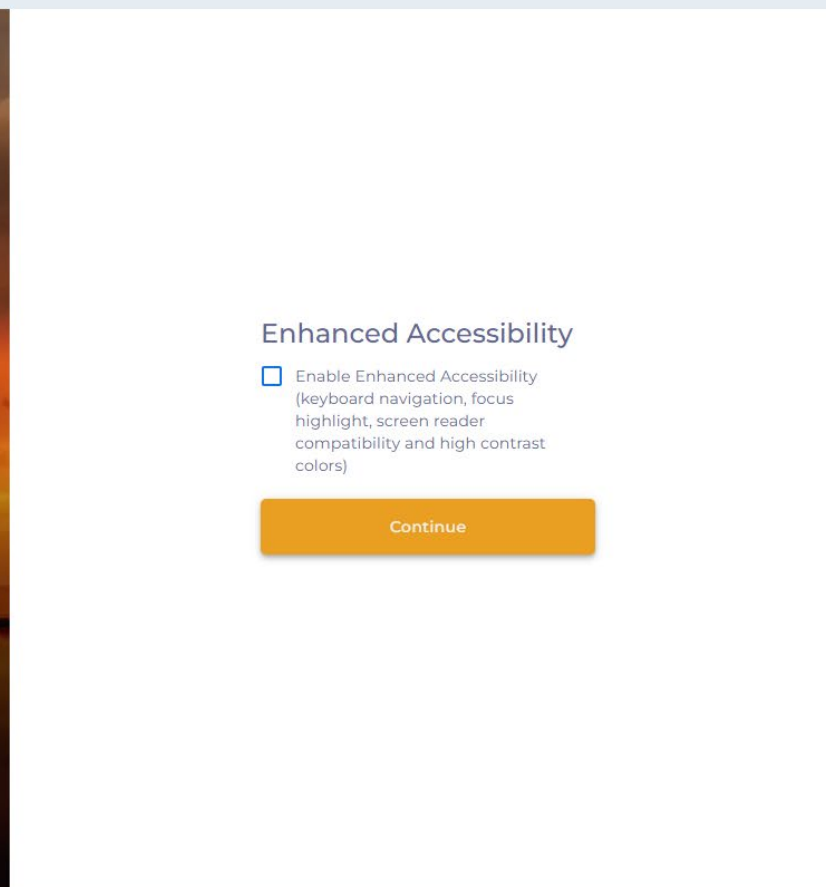 Enhanced Accessibility
Enable Enhanced Accessibility
(keyboard navigation, focus
highlight, screen reader
compatibility and high contrast
colors)
Continue